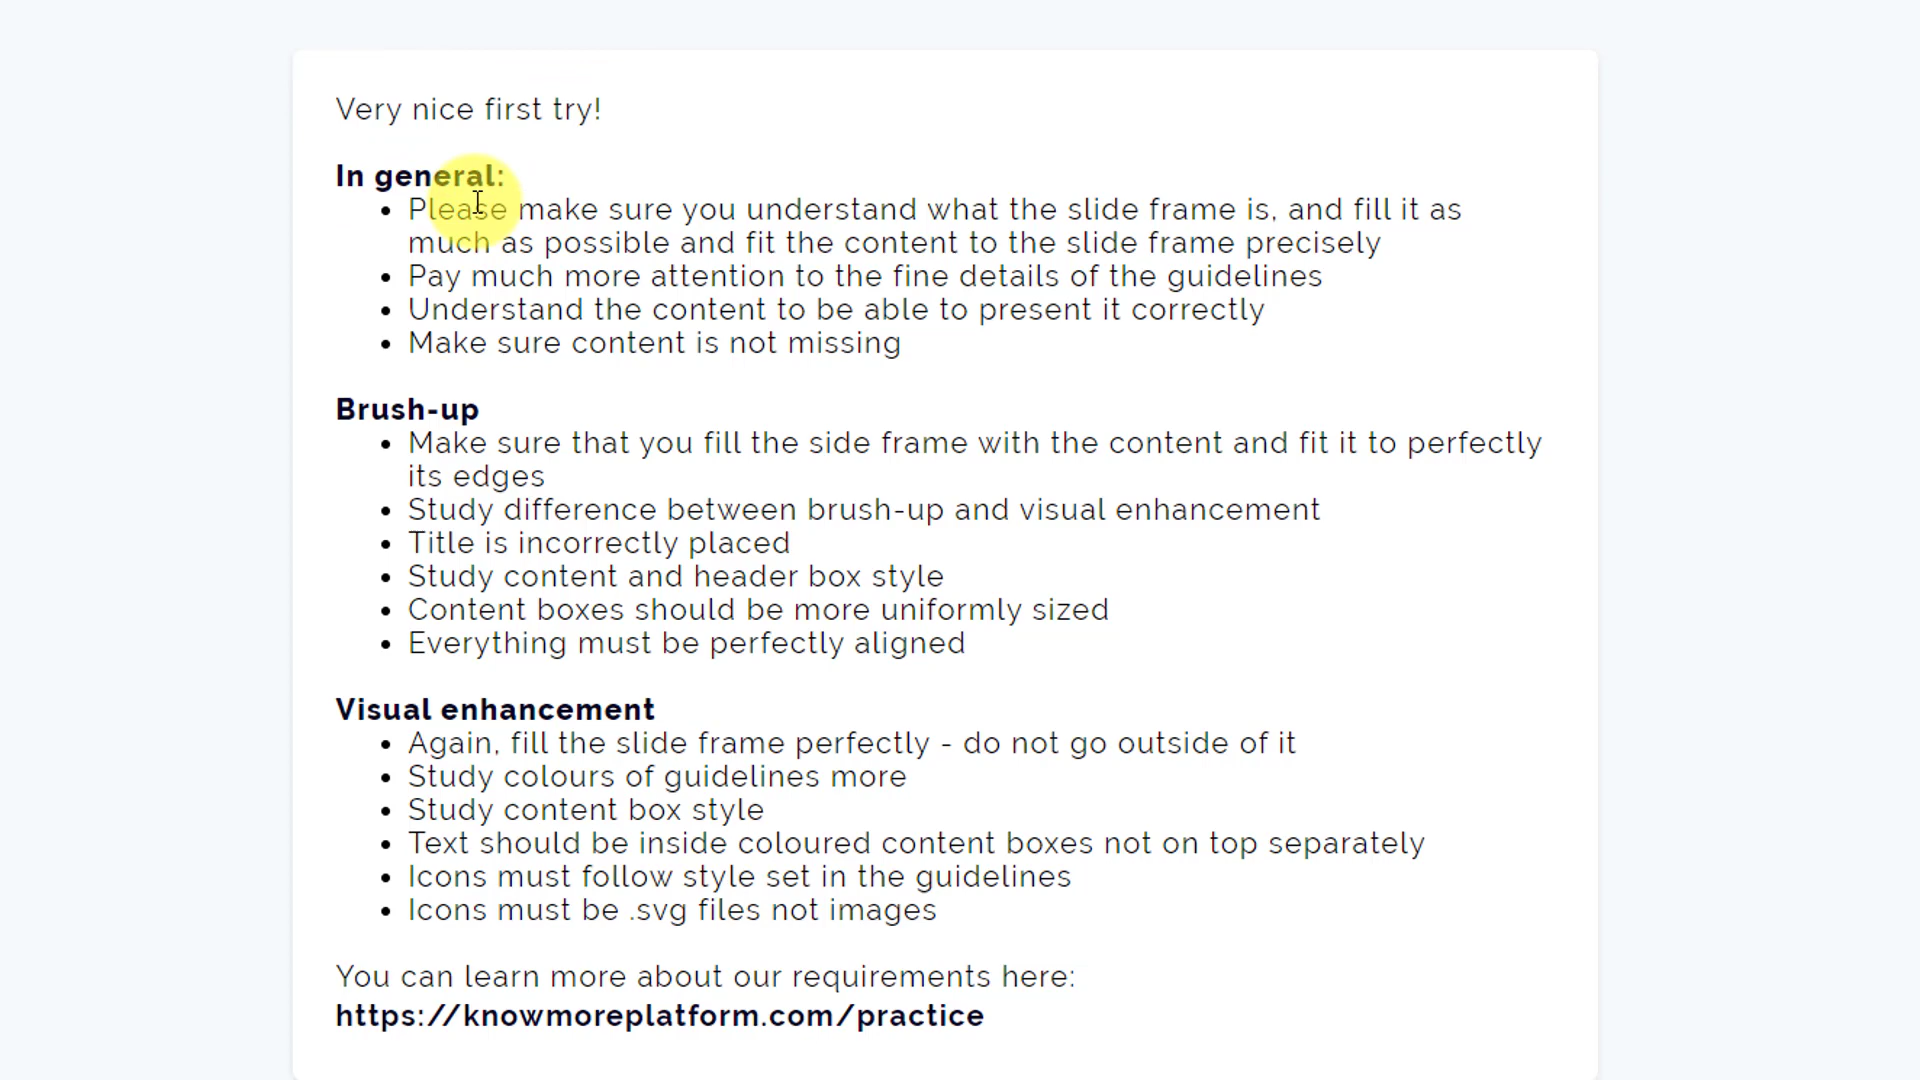 Very nice first try!
In general:
• Please make sure you understand what the slide frame is, and fill it as
much as possible and fit the content to the slide frame precisely
• Pay much more attention to the fine details of the guidelines
• Understand the content to be able to present it correctly
• Make sure content is not missing
Brush-up
• Make sure that you fill the side frame with the content and fit it to perfectly
its edges
• Study difference between brush-up and visual enhancement
• Title is incorrectly placed
• Study content and header box style
• Content boxes should be more uniformly sized
• Everything must be perfectly aligned
Visual enhancement
• Again, fill the slide frame perfectly - do not go outside of it
• Study colours of guidelines more
• Study content box style
• Text should be inside coloured content boxes not on top separately
• Icons must follow style set in the guidelines
• Icons must be .svg files not images
You can learn more about our requirements here:
https://knowmoreplatform.com/practice